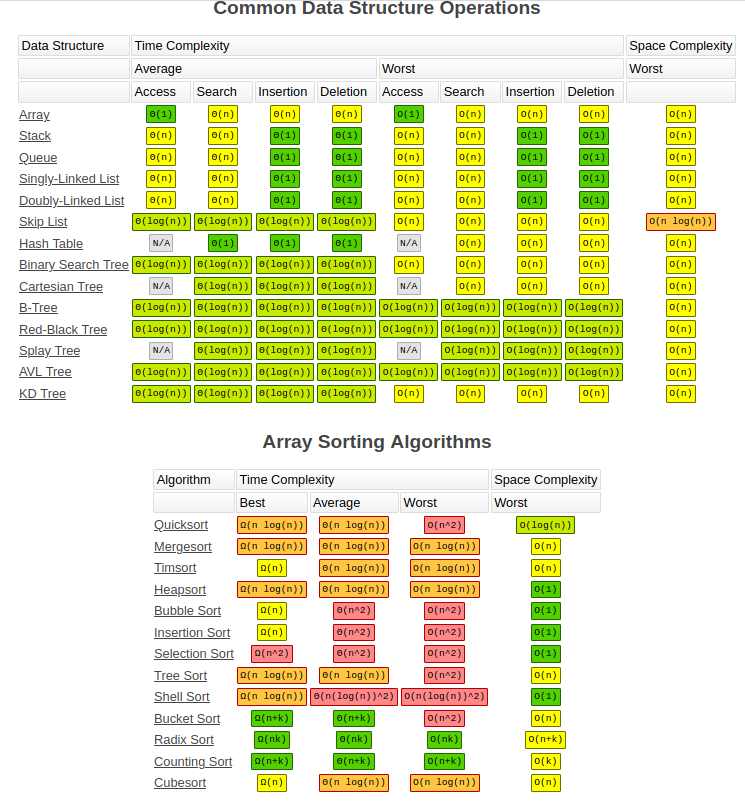 Common Data Structure Operations
Data Structure Time Complexity Space Complexity
Average Worst Worst
Access Search Insertion Deletion Access Search Insertion Deletion
Array Θ(1) Θ(n) Θ(n) Θ(n) O(1) O(n) O(n) O(n) O(n)
Stack Θ(n) Θ(n) Θ(1) Θ(1) O(n) O(n) O(1) O(1) O(n)
Queue Θ(n) Θ(n) Θ(1) Θ(1) O(n) O(n) O(1) O(1) O(n)
Singly-Linked List Θ(n) Θ(n) Θ(1) Θ(1) O(n) O(n) O(1) O(1) O(n)
Doubly-Linked List Θ(n) Θ(n) Θ(1) Θ(1) O(n) O(n) O(1) O(1) O(n)
Skip List Θ(log(n)) Θ(log(n)) Θ(log(n)) Θ(log(n)) O(n) O(n) O(n) O(n) O(n log(n))
Hash Table N/A Θ(1) Θ(1) Θ(1) N/A O(n) O(n) O(n) O(n)
Binary Search Tree Θ(log(n)) Θ(log(n)) Θ(log(n)) Θ(log(n)) O(n) O(n) O(n) O(n) O(n)
Cartesian Tree N/A Θ(log(n)) Θ(log(n)) Θ(log(n)) N/A O(n) O(n) O(n) O(n)
B-Tree Θ(log(n)) Θ(log(n)) Θ(log(n)) Θ(log(n)) O(log(n)) O(log(n)) O(log(n)) O(log(n)) O(n)
Red-Black Tree Θ(log(n)) Θ(log(n)) Θ(log(n)) Θ(log(n)) O(log(n)) O(log(n)) O(log(n)) O(log(n)) O(n)
Splay Tree N/A Θ(log(n)) Θ(log(n)) Θ(log(n)) N/A O(log(n)) O(log(n)) O(log(n)) O(n)
AVL Tree Θ(log(n)) Θ(log(n)) Θ(log(n)) Θ(log(n)) O(log(n)) O(log(n)) O(log(n)) O(log(n)) O(n)
KD Tree Θ(log(n)) Θ(log(n)) Θ(log(n)) Θ(log(n)) O(n) O(n) O(n) O(n) O(n)
Array Sorting Algorithms
Algorithm Time Complexity Space Complexity
Best Average Worst Worst
Quicksort Ω(n log(n)) Θ(n log(n)) O(n^2) O(log(n))
Mergesort Ω(n log(n)) Θ(n log(n)) O(n log(n)) O(n)
Timsort Ω(n) Θ(n log(n)) O(n log(n)) O(n)
Heapsort Ω(n log(n)) Θ(n log(n)) O(n log(n)) O(1)
Bubble Sort Ω(n) Θ(n^2) O(n^2) O(1)
Insertion Sort Ω(n) Θ(n^2) O(n^2) O(1)
Selection Sort Ω(n^2) Θ(n^2) O(n^2) O(1)
Tree Sort Ω(n log(n)) Θ(n log(n)) O(n^2) O(n)
Shell Sort Ω(n log(n)) Θ(n(log(n))^2) O(n(log(n))^2) O(1)
Bucket Sort Ω(n+k) Θ(n+k) O(n^2) O(n)
Radix Sort Ω(nk) Θ(nk) O(nk) O(n+k)
Counting Sort Ω(n+k) Θ(n+k) O(n+k) O(k)
Cubesort Ω(n) Θ(n log(n)) O(n log(n)) O(n)